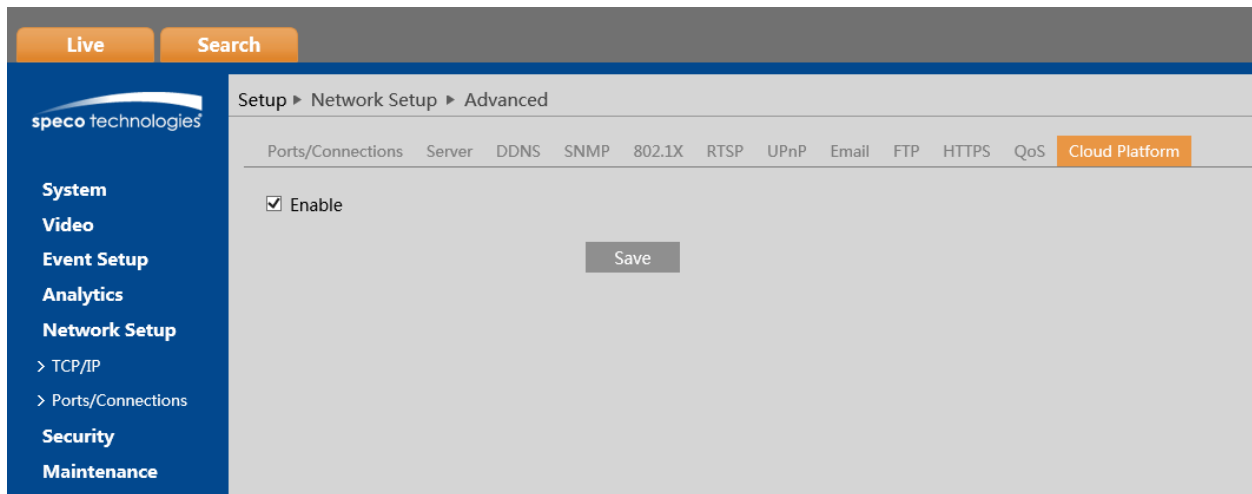 Live
Search
speco technologies
Setup ▶ Network Setup ▶ Advanced
Ports/Connections Server DDNS SNMP 802.1X RTSP UPnP Email FTP HTTPS QoS Cloud Platform
Enable
Save
System
Video
Event Setup
Analytics
Network Setup
> TCP/IP
> Ports/Connections
Security
Maintenance